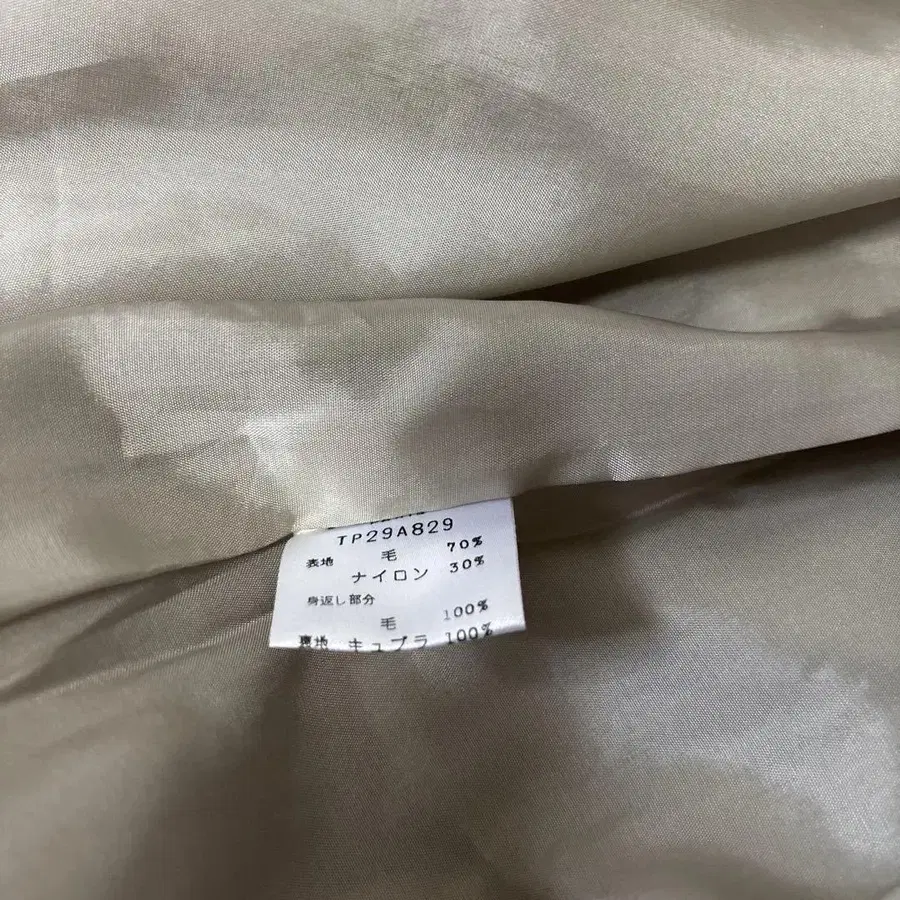 TP29A829
表地 毛 70%
ナイロン 30%
身返し部分
毛 100%
裏地 キュプラ 100%